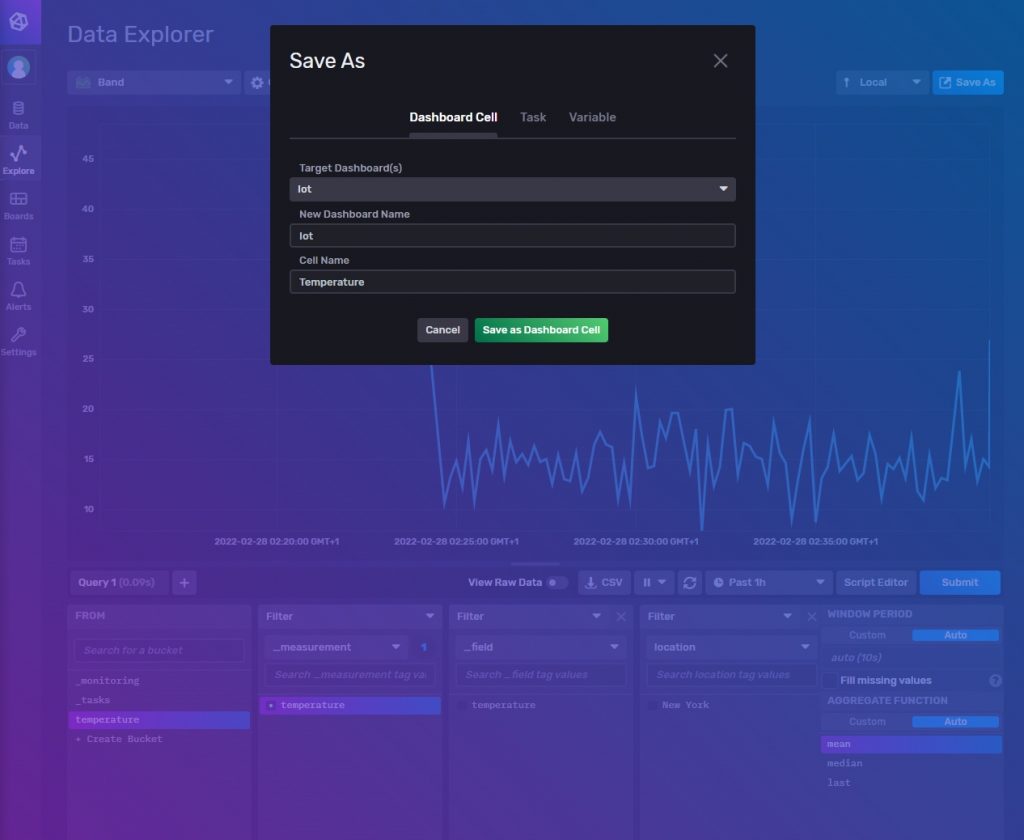 Data Explorer
Save As
Band
Local
Save As
Dashboard Cell Task Variable
Data
Explore
Boards
Tasks
Alerts
Settings
Target Dashboard(s)
Iot
New Dashboard Name
Iot
Cell Name
Temperature
Cancel Save as Dashboard Cell
45
40
35
30
25
20
15
10
2022-02-28 02:20:00 GMT+1 2022-02-28 02:25:00 GMT+1 2022-02-28 02:30:00 GMT+1 2022-02-28 02:35:00 GMT+1
Query 1 (0.09s) + View Raw Data CSV Past 1h Script Editor Submit
FROM
Search for a bucket
_monitoring
_tasks
temperature
+ Create Bucket
Filter
_measurement 1
Search _measurement tag va
temperature
Filter
_field
Search _field tag values
temperature
Filter
location
Search location tag values
New York
WINDOW PERIOD
Custom Auto
auto (10s)
Fill missing values ?
AGGREGATE FUNCTION
Custom Auto
mean
median
last